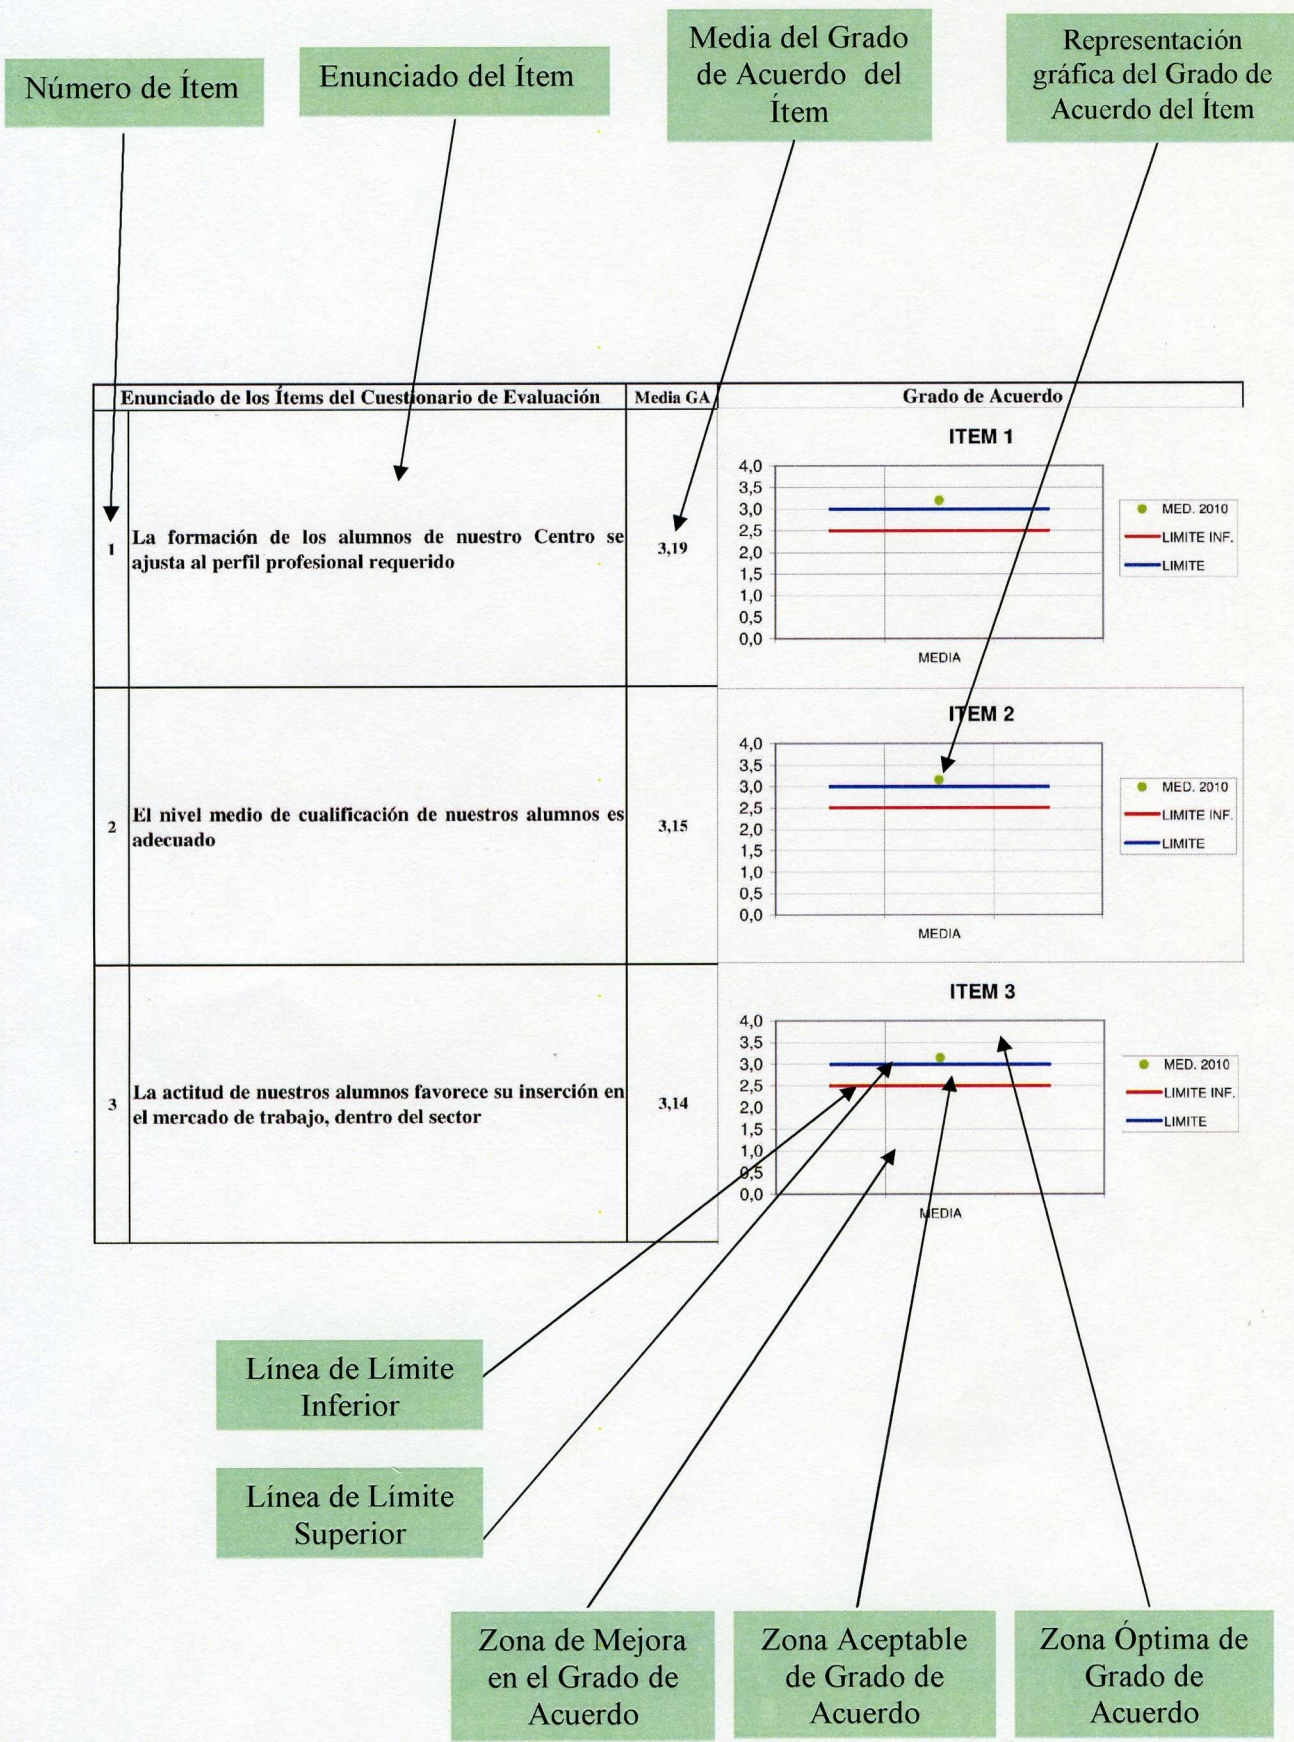 Número de Ítem
Enunciado del Ítem
Media del Grado
de Acuerdo del
Ítem
Representación
gráfica del Grado de
Acuerdo del Ítem
Enunciado de los Ítems del Cuestionario de Evaluación
Media GA
Grado de Acuerdo
1
La formación de los alumnos de nuestro Centro se
ajusta al perfil profesional requerido
3,19
ITEM 1
4,0
3,5
3,0
2,5
2,0
1,5
1,0
0,5
0,0
MEDIA
MED. 2010
LIMITE INF.
LIMITE
2
El nivel medio de cualificación de nuestros alumnos es
adecuado
3,15
ITEM 2
4,0
3,5
3,0
2,5
2,0
1,5
1,0
0,5
0,0
MEDIA
MED. 2010
LIMITE INF.
LIMITE
3
La actitud de nuestros alumnos favorece su inserción en
el mercado de trabajo, dentro del sector
3,14
ITEM 3
4,0
3,5
3,0
2,5
2,0
1,5
1,0
0,5
0,0
MEDIA
MED. 2010
LIMITE INF.
LIMITE
Línea de Límite
Inferior
Línea de Límite
Superior
Zona de Mejora
en el Grado de
Acuerdo
Zona Aceptable
de Grado de
Acuerdo
Zona Óptima de
Grado de
Acuerdo